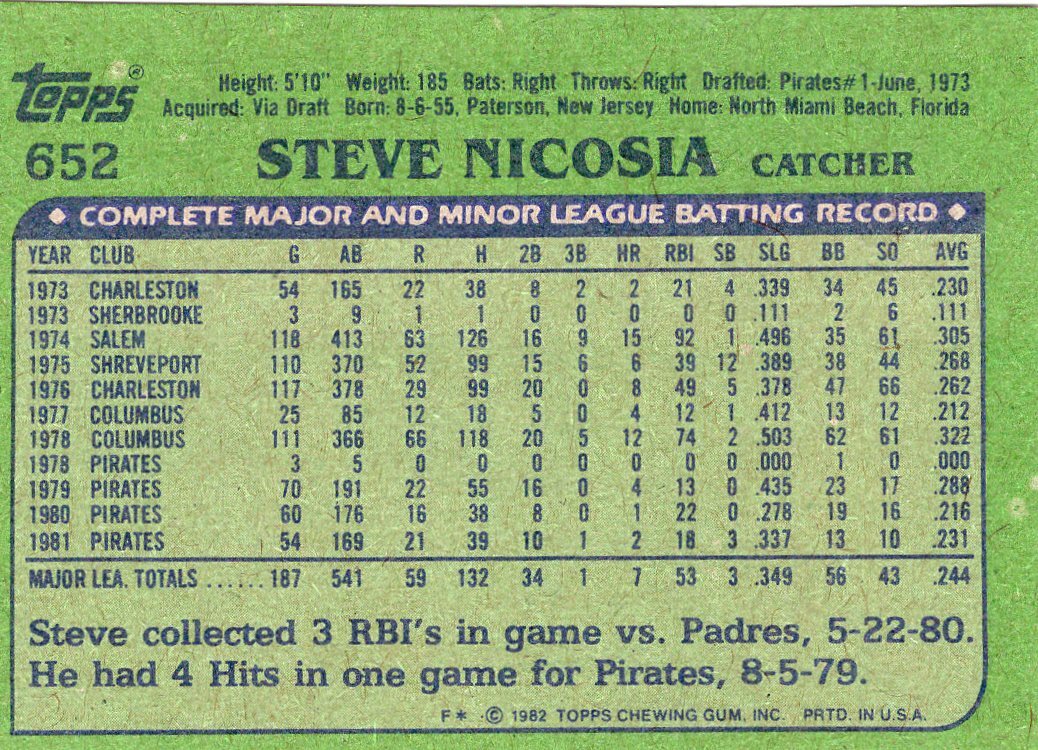 topps®
Height: 5'10" Weight: 185 Bats: Right Throws: Right Drafted: Pirates #1-June, 1973
Acquired: Via Draft Born: 8-6-55, Paterson, New Jersey Home: North Miami Beach, Florida
652 STEVE NICOSIA CATCHER
◆ COMPLETE MAJOR AND MINOR LEAGUE BATTING RECORD ◆
YEAR CLUB G AB R H 2B 3B HR RBI SB SLG BB SO AVG
1973 CHARLESTON 54 165 22 38 8 2 2 21 4 .339 34 45 .230
1973 SHERBROOKE 3 9 1 1 0 0 0 0 0 .111 2 6 .111
1974 SALEM 118 413 63 126 16 9 15 92 1 .496 35 61 .305
1975 SHREVEPORT 110 370 52 99 15 6 6 39 12 .389 38 44 .268
1976 CHARLESTON 117 378 29 99 20 0 8 49 5 .378 47 66 .262
1977 COLUMBUS 25 85 12 18 5 0 4 12 1 .412 13 12 .212
1978 COLUMBUS 111 366 66 118 20 5 12 74 2 .503 62 61 .322
1978 PIRATES 3 5 0 0 0 0 0 0 0 .000 1 0 .000
1979 PIRATES 70 191 22 55 16 0 4 13 0 .435 23 17 .288
1980 PIRATES 60 176 16 38 8 0 1 22 0 .278 19 16 .216
1981 PIRATES 54 169 21 39 10 1 2 18 3 .337 13 10 .231
MAJOR LEA. TOTALS ...... 187 541 59 132 34 1 7 53 3 .349 56 43 .244
Steve collected 3 RBI's in game vs. Padres, 5-22-80.
He had 4 Hits in one game for Pirates, 8-5-79.
F* © 1982 TOPPS CHEWING GUM, INC. PRTD. IN U.S.A.